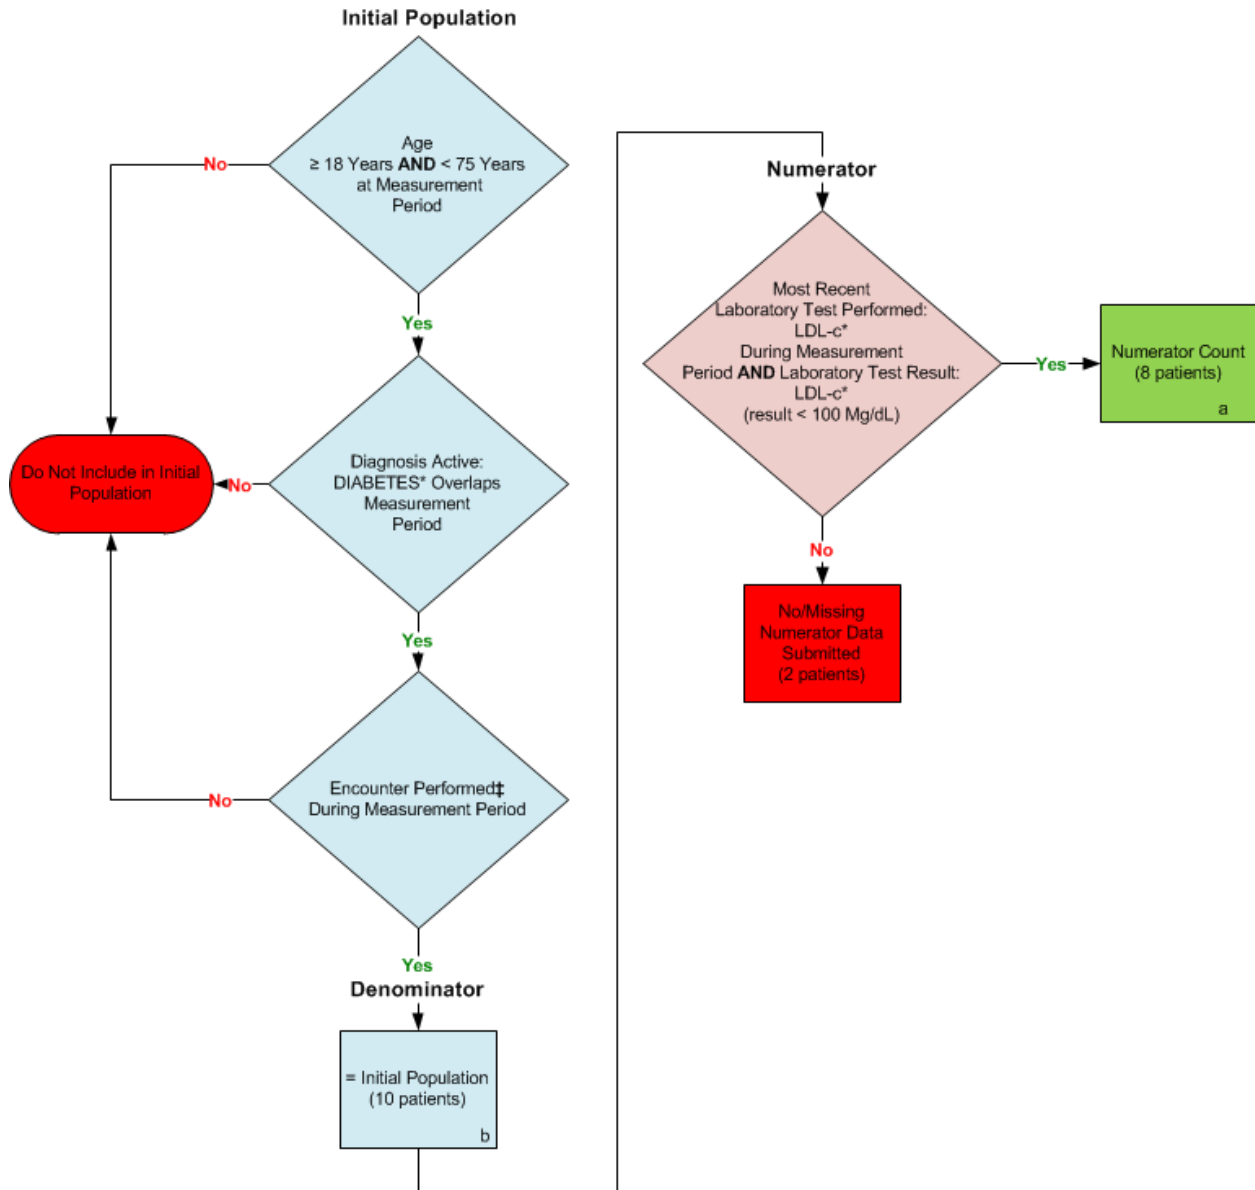 Initial Population
Age
≥ 18 Years AND < 75 Years
at Measurement
Period
No
Yes
Diagnosis Active:
DIABETES* Overlaps
Measurement
Period
No
Do Not Include in Initial
Population
Yes
Encounter Performed‡
During Measurement Period
No
Yes
Denominator
= Initial Population
(10 patients)
b
Numerator
Most Recent
Laboratory Test Performed:
LDL-c*
During Measurement
Period AND Laboratory Test Result:
LDL-c*
(result < 100 Mg/dL)
Yes
Numerator Count
(8 patients)
a
No
No/Missing
Numerator Data
Submitted
(2 patients)